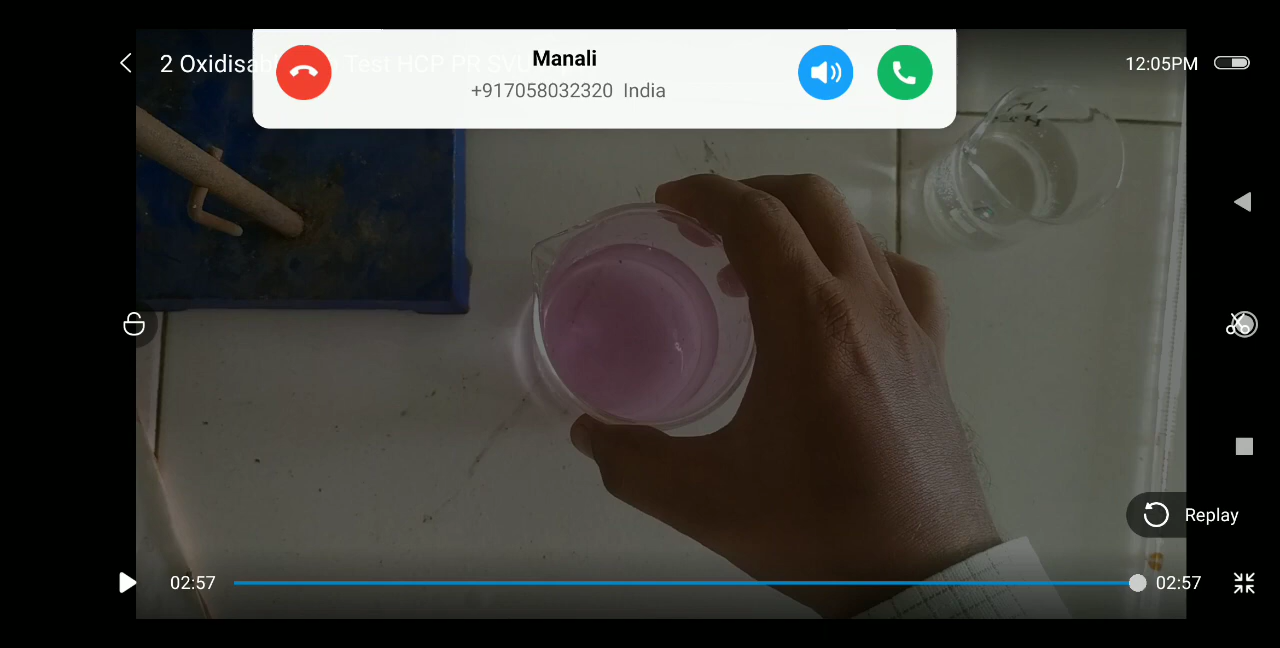 Manali
+917058032320 India
2 Oxidisab Test HCP PR SVU
12:05PM
Replay
02:57
02:57